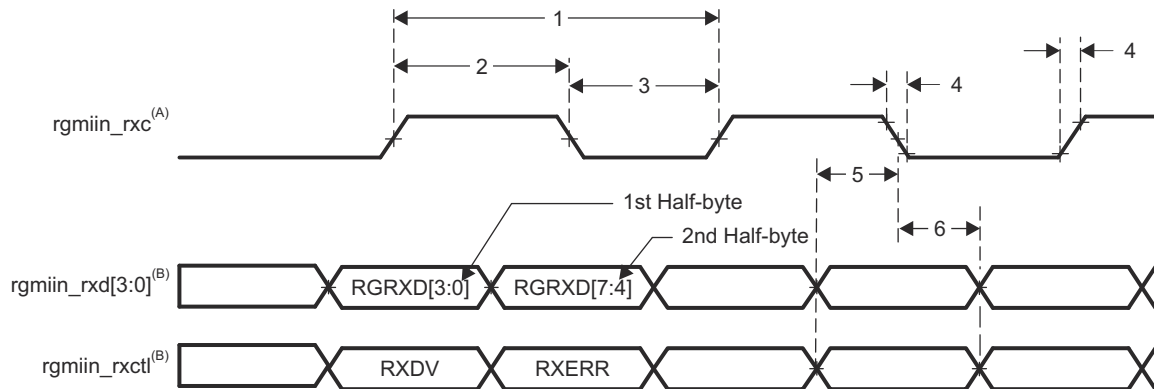 1
2
3
4
4
rgmiin_rxc(A)
5
1st Half-byte
6
2nd Half-byte
rgmiin_rxd[3:0](B)
RGRXD[3:0]
RGRXD[7:4]
rgmiin_rxctl(B)
RXDV
RXERR